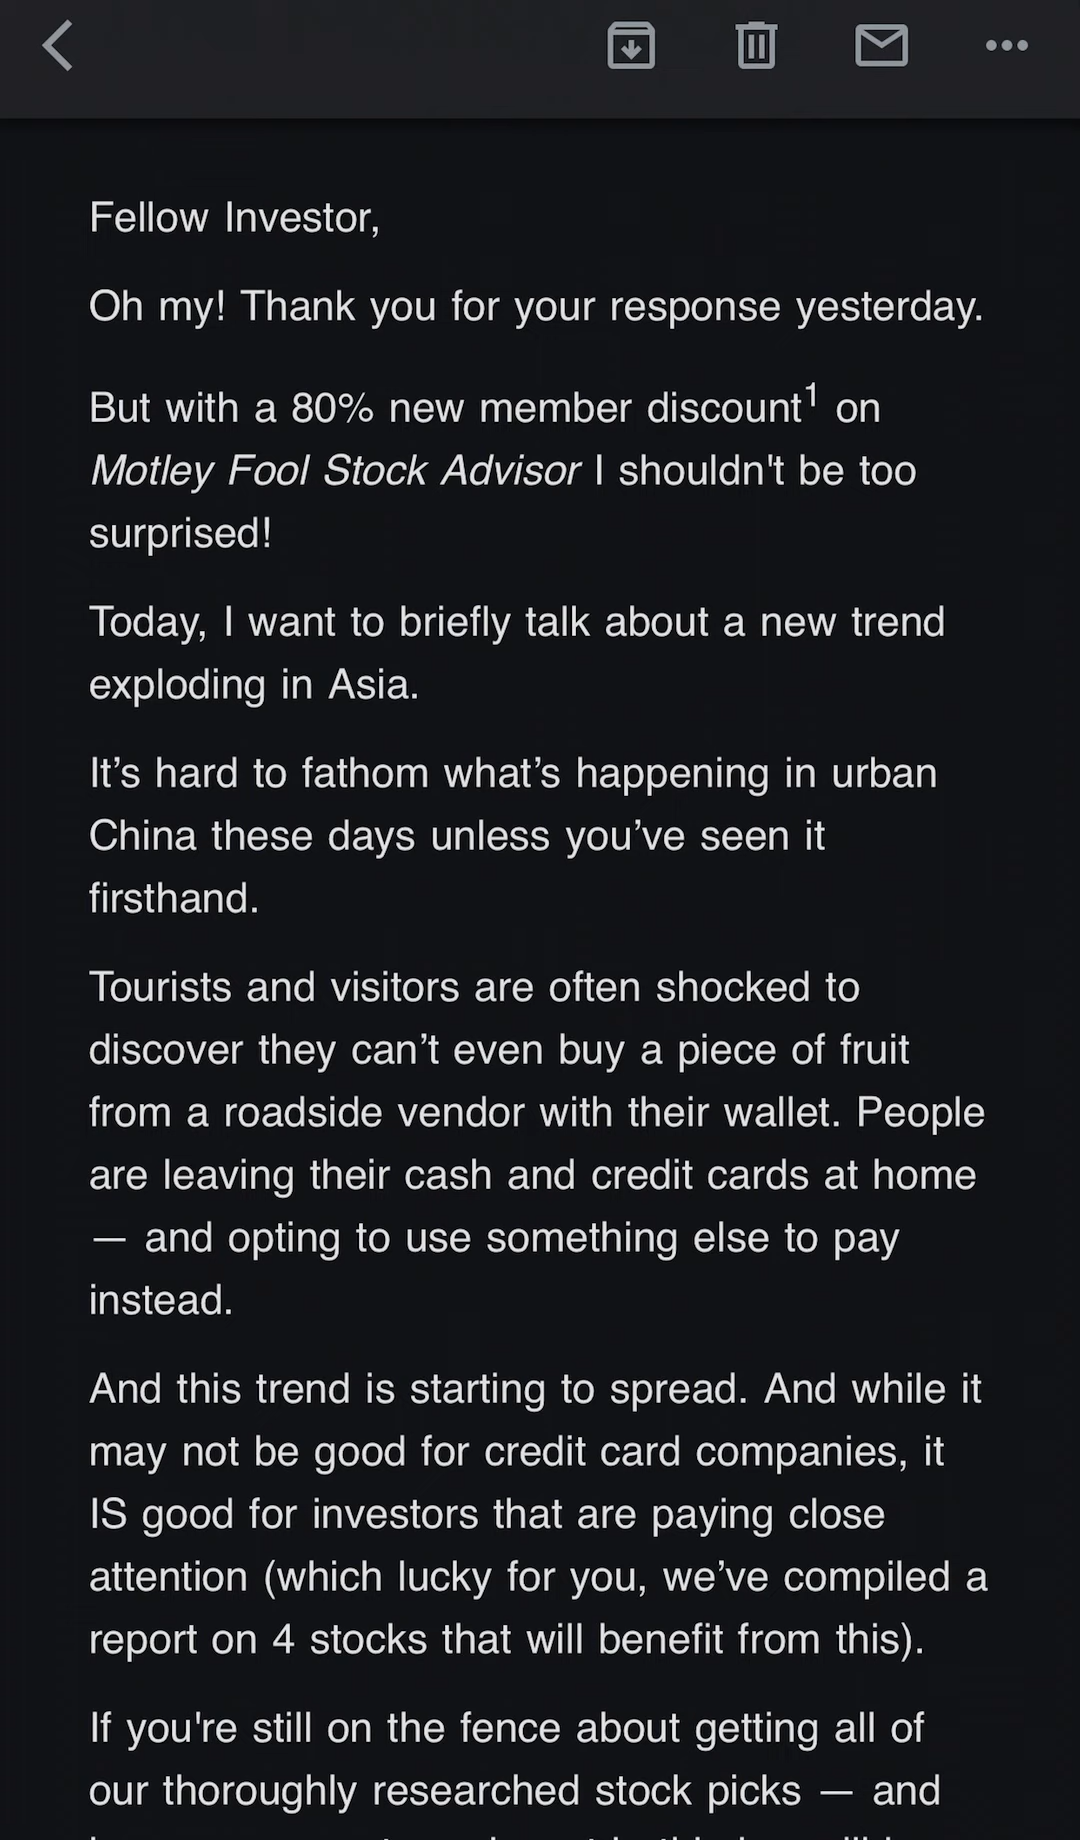 Fellow Investor,
Oh my! Thank you for your response yesterday.
But with a 80% new member discount¹ on
Motley Fool Stock Advisor I shouldn't be too
surprised!
Today, I want to briefly talk about a new trend
exploding in Asia.
It’s hard to fathom what’s happening in urban
China these days unless you’ve seen it
firsthand.
Tourists and visitors are often shocked to
discover they can’t even buy a piece of fruit
from a roadside vendor with their wallet. People
are leaving their cash and credit cards at home
— and opting to use something else to pay
instead.
And this trend is starting to spread. And while it
may not be good for credit card companies, it
IS good for investors that are paying close
attention (which lucky for you, we’ve compiled a
report on 4 stocks that will benefit from this).
If you're still on the fence about getting all of
our thoroughly researched stock picks — and